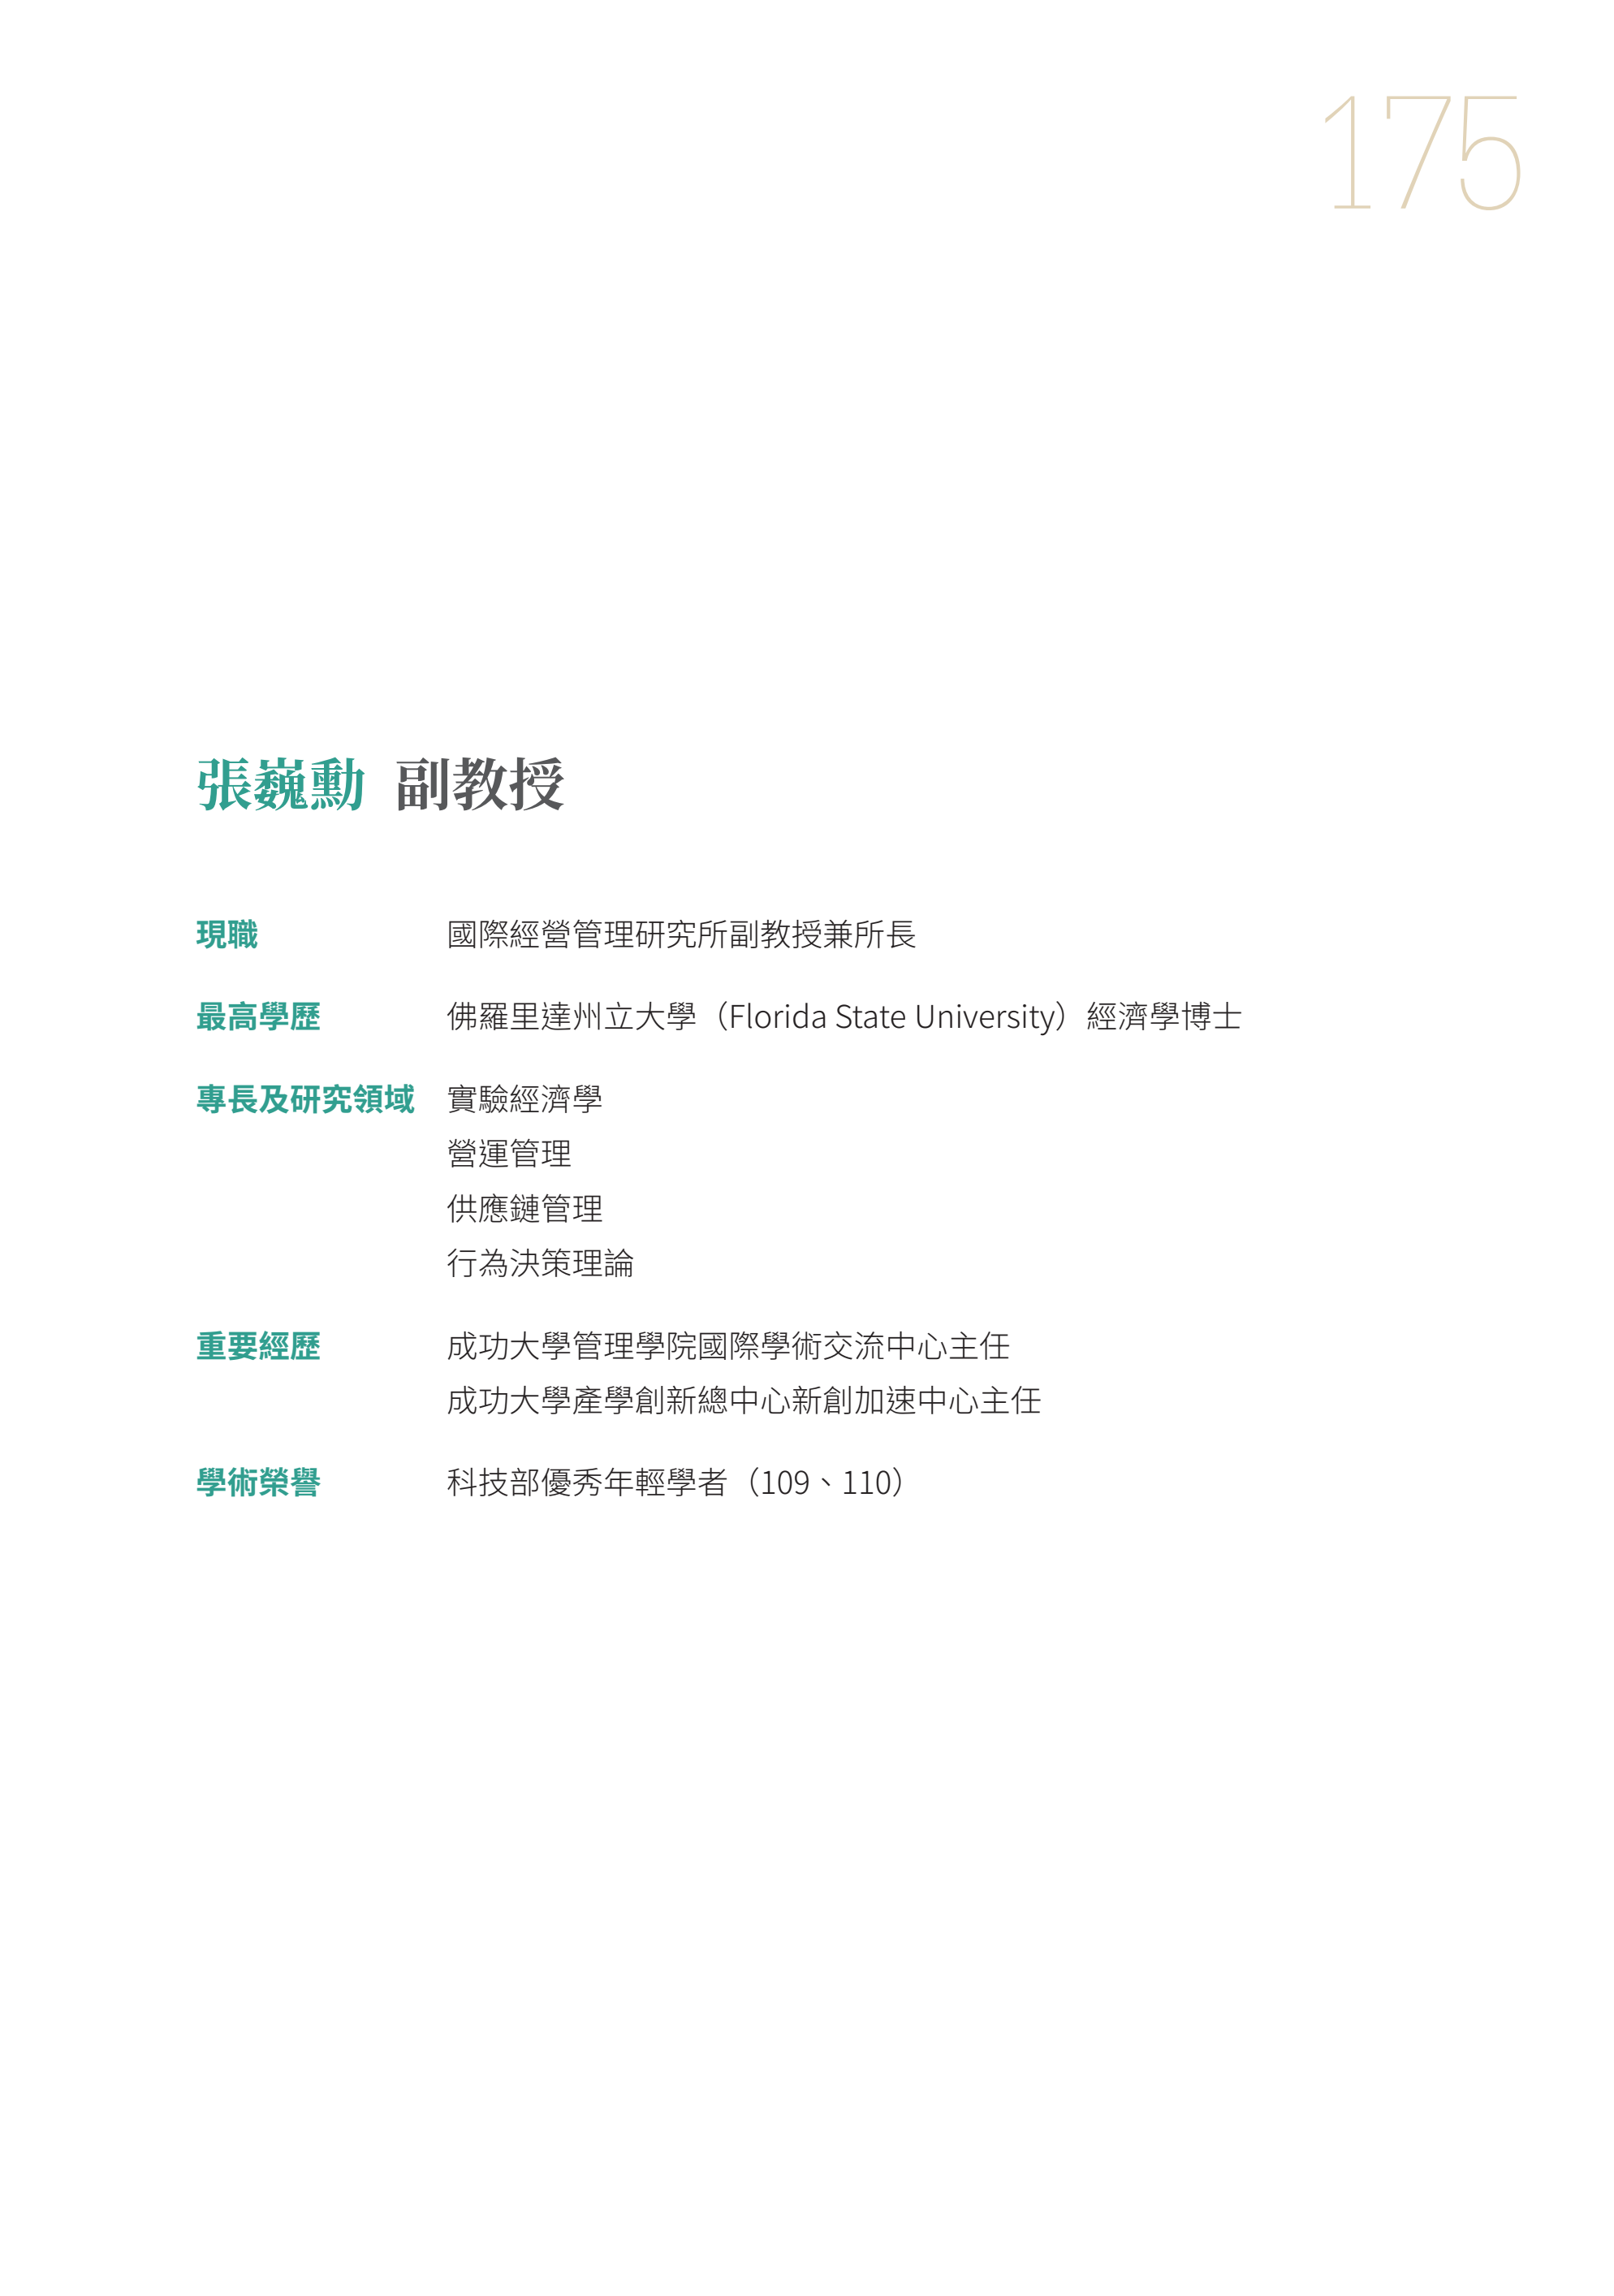 175
張巍勳 副教授
現職 國際經營管理研究所副教授兼所長
最高學歷 佛羅里達州立大學（Florida State University）經濟學博士
專長及研究領域 實驗經濟學
營運管理
供應鏈管理
行為決策理論
重要經歷 成功大學管理學院國際學術交流中心主任
成功大學產學創新總中心新創加速中心主任
學術榮譽 科技部優秀年輕學者（109、110）